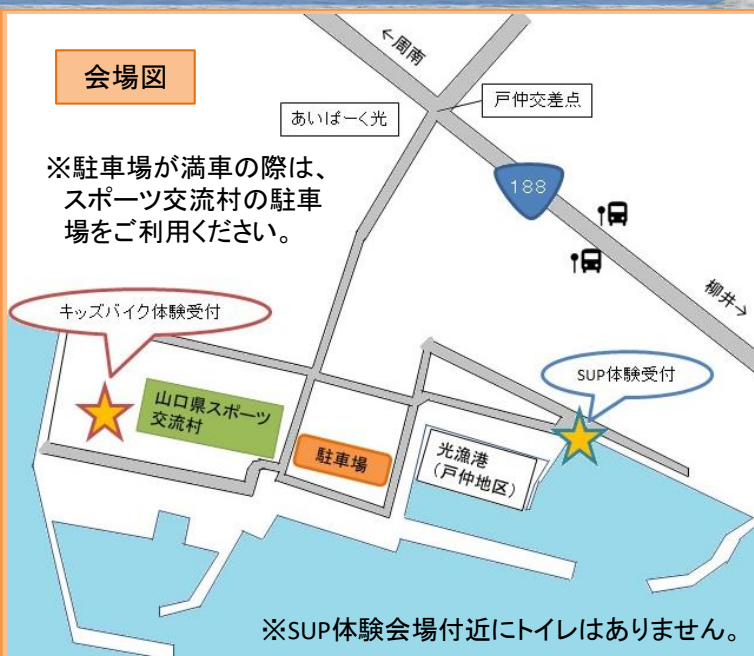 会場図
←周南
戸仲交差点
あいぱーく光
※駐車場が満車の際は、
スポーツ交流村の駐車
場をご利用ください。
188
柳井→
キッズバイク体験受付
SUP体験受付
山口県スポーツ
交流村
駐車場
光漁港
（戸仲地区）
※SUP体験会場付近にトイレはありません。